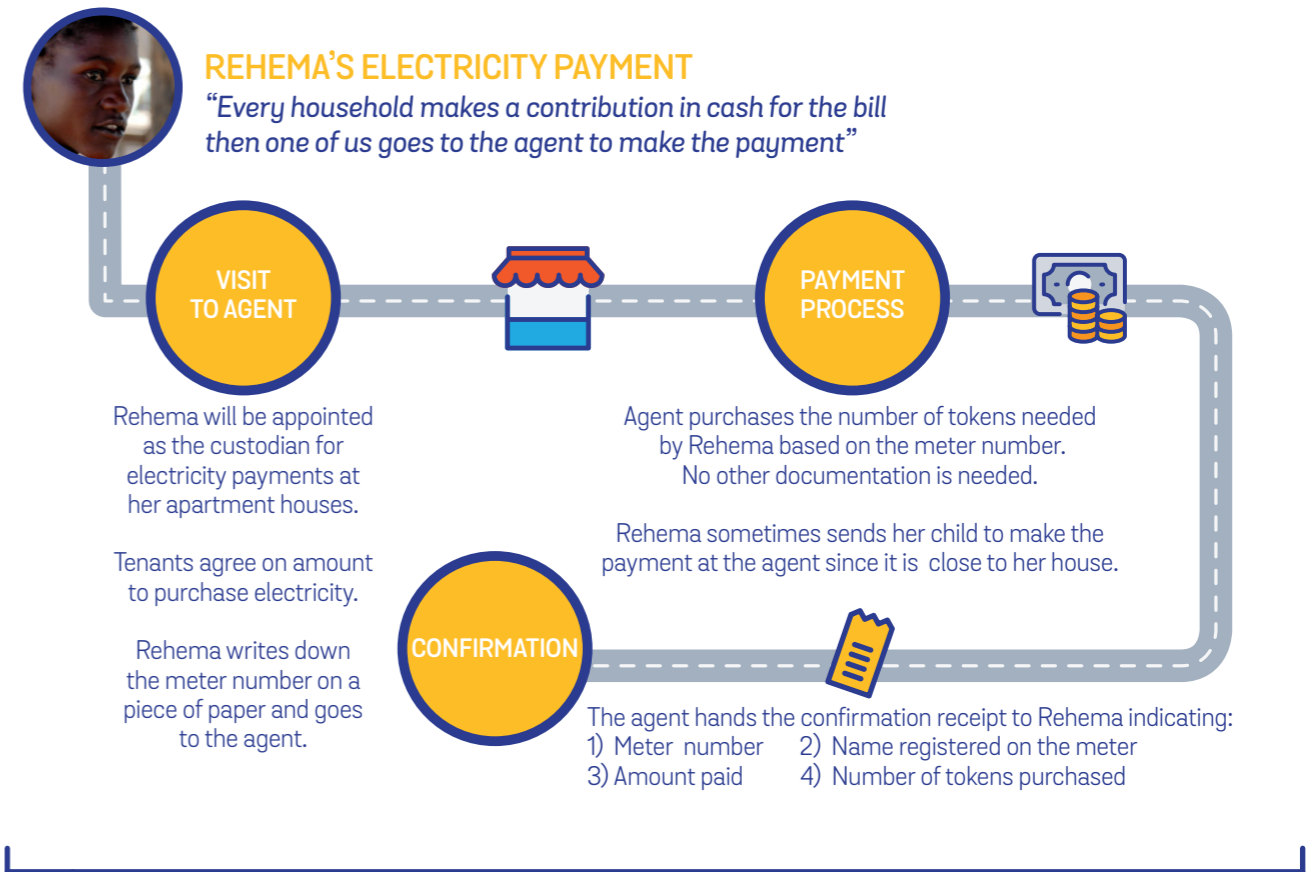 REHEMA’S ELECTRICITY PAYMENT
“Every household makes a contribution in cash for the bill
then one of us goes to the agent to make the payment”
VISIT
TO AGENT
Rehema will be appointed
as the custodian for
electricity payments at
her apartment houses.
Tenants agree on amount
to purchase electricity.
Rehema writes down
the meter number on a
piece of paper and goes
to the agent.
PAYMENT
PROCESS
Agent purchases the number of tokens needed
by Rehema based on the meter number.
No other documentation is needed.
Rehema sometimes sends her child to make the
payment at the agent since it is close to her house.
CONFIRMATION
The agent hands the confirmation receipt to Rehema indicating:
1) Meter number 2) Name registered on the meter
3) Amount paid 4) Number of tokens purchased